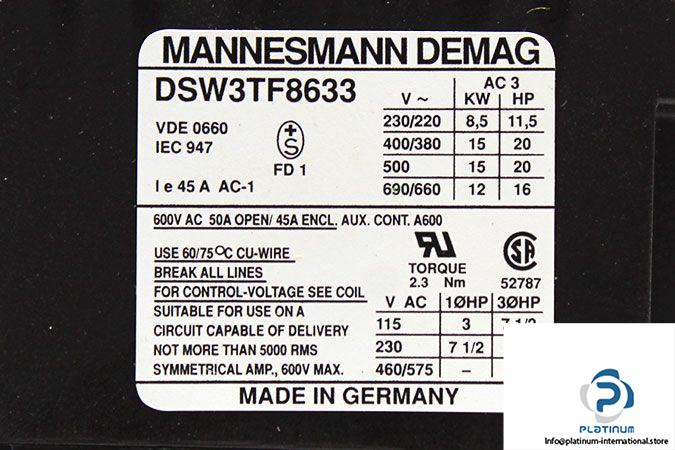 MANNESMANN DEMAG
DSW3TF8633
VDE 0660
IEC 947
+
S
FD 1
I e 45 A AC-1
AC 3
V ~ KW HP
230/220 8,5 11,5
400/380 15 20
500 15 20
690/660 12 16
600V AC 50A OPEN/ 45A ENCL. AUX. CONT. A600
USE 60/75°C CU-WIRE
BREAK ALL LINES
FOR CONTROL-VOLTAGE SEE COIL
SUITABLE FOR USE ON A
CIRCUIT CAPABLE OF DELIVERY
NOT MORE THAN 5000 RMS
SYMMETRICAL AMP., 600V MAX.
RU
TORQUE
2.3 Nm
SA
52787
V AC 1ØHP 3ØHP
115 3
230 7 1/2
460/575 –
MADE IN GERMANY
PLATINUM
info@platinum-international.store